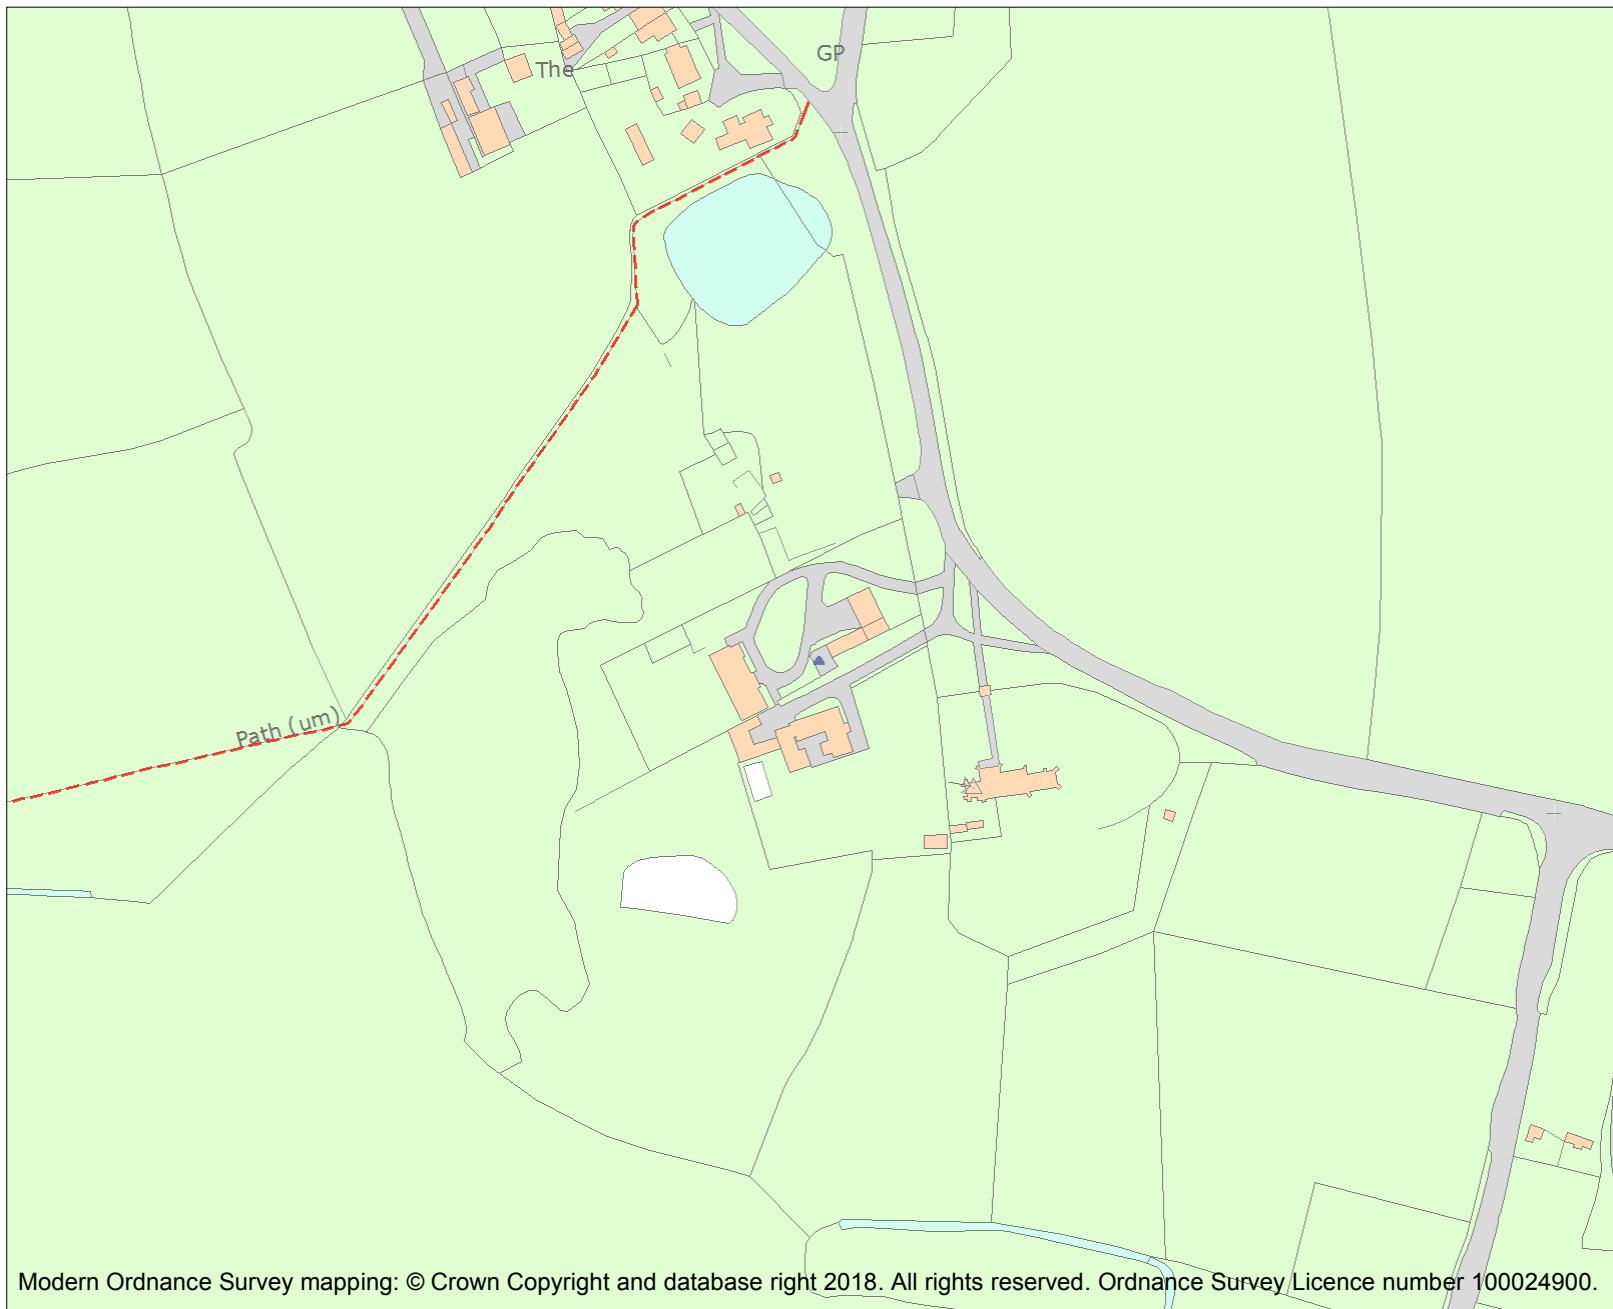 GP
The
Path (um)
Modern Ordnance Survey mapping: © Crown Copyright and database right 2018. All rights reserved. Ordnance Survey Licence number 100024900.